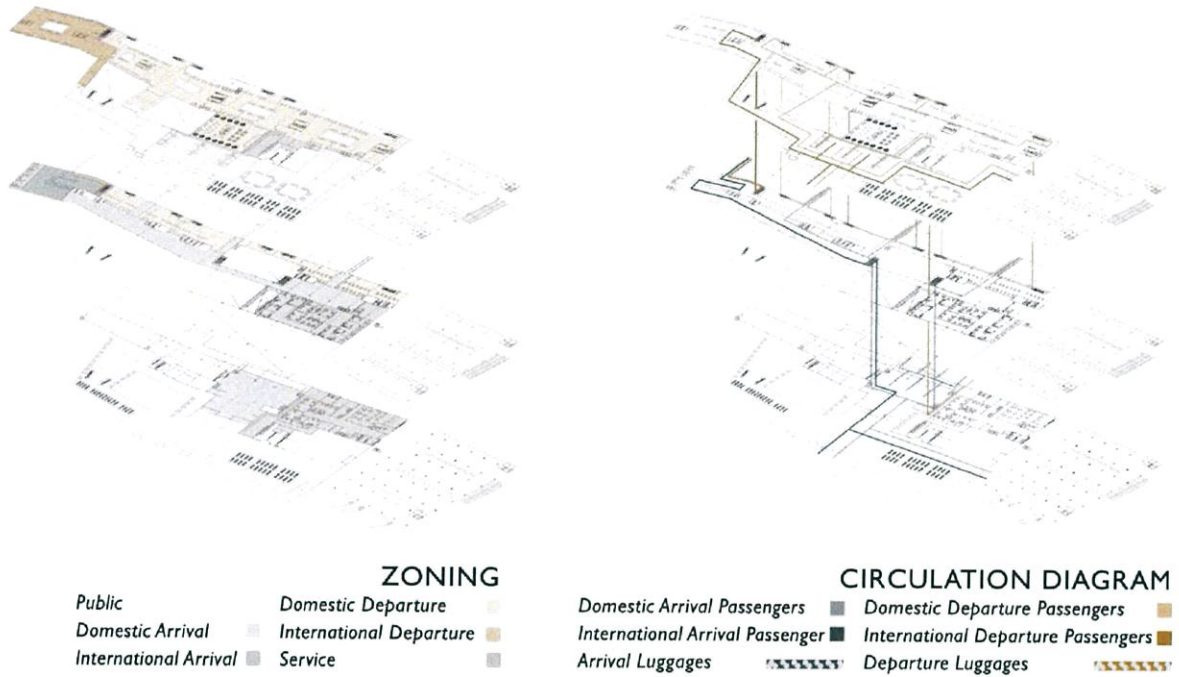 ZONING
Public
Domestic Departure
Domestic Arrival
International Departure
International Arrival
Service
CIRCULATION DIAGRAM
Domestic Arrival Passengers
Domestic Departure Passengers
International Arrival Passenger
International Departure Passengers
Arrival Luggages
Departure Luggages